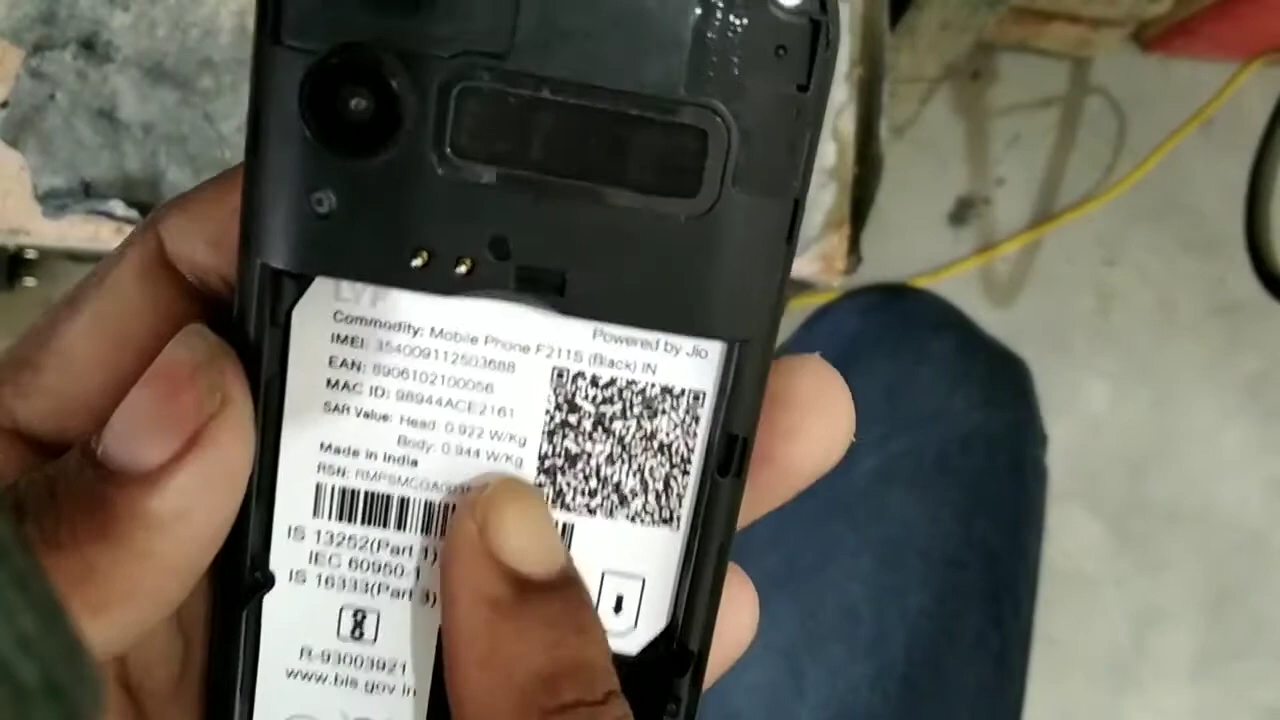 LYF
Powered by Jio
Commodity: Mobile Phone F211S (Black) IN
IMEI: 354009112503688
EAN: 8906102100056
MAC ID: 98944ACE2161
SAR Value: Head: 0.922 W/Kg
Body: 0.944 W/Kg
Made in India
RSN:
IS 13252(Part 1)
IEC 60950-1
IS 16333(Part 3)
R-93003921
www.bis.gov.in